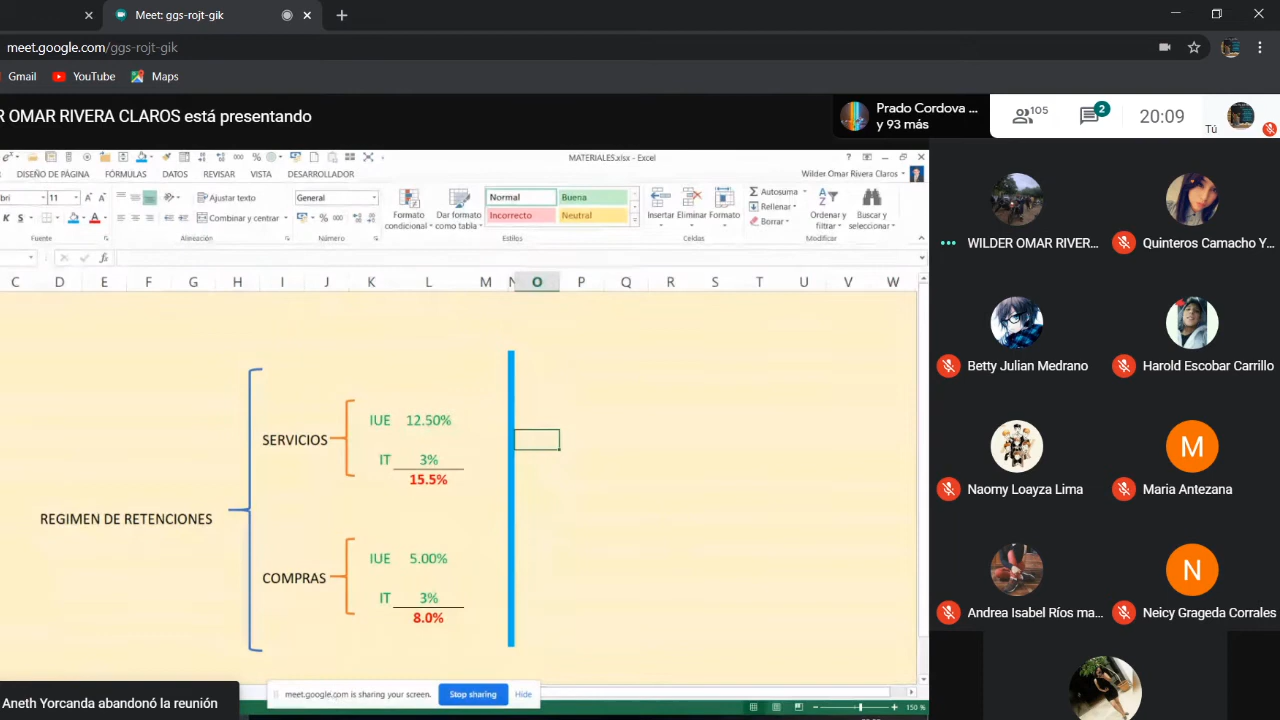 Meet: ggs-rojt-gik
meet.google.com/ggs-rojt-gik
Gmail YouTube Maps
R OMAR RIVERA CLAROS está presentando
Prado Cordova ...
y 93 más
105
2
20:09
Tú
MATERIALES.xlsx - Excel
DISEÑO DE PÁGINA FÓRMULAS DATOS REVISAR VISTA DESARROLLADOR
Wilder Omar Rivera Claros
bri 11
Ajustar texto
General
Normal Buena
Autosuma
Combinar y centrar
Formato condicional
Dar formato como tabla
Incorrecto Neutral
Insertar Eliminar Formato
Rellenar
Borrar
Ordenar y filtrar
Buscar y seleccionar
Fuente Alineación Número Estilos Celdas Modificar
C D E F G H I J K L M N O P Q R S T U V W
IUE 12.50%
SERVICIOS
IT 3%
15.5%
REGIMEN DE RETENCIONES
IUE 5.00%
COMPRAS
IT 3%
8.0%
WILDER OMAR RIVER...
Quinteros Camacho Y...
Betty Julian Medrano
Harold Escobar Carrillo
Naomy Loayza Lima
M
Maria Antezana
Andrea Isabel Ríos ma...
N
Neicy Grageda Corrales
Aneth Yorcanda abandonó la reunión
meet.google.com is sharing your screen.
Stop sharing
Hide
150 %